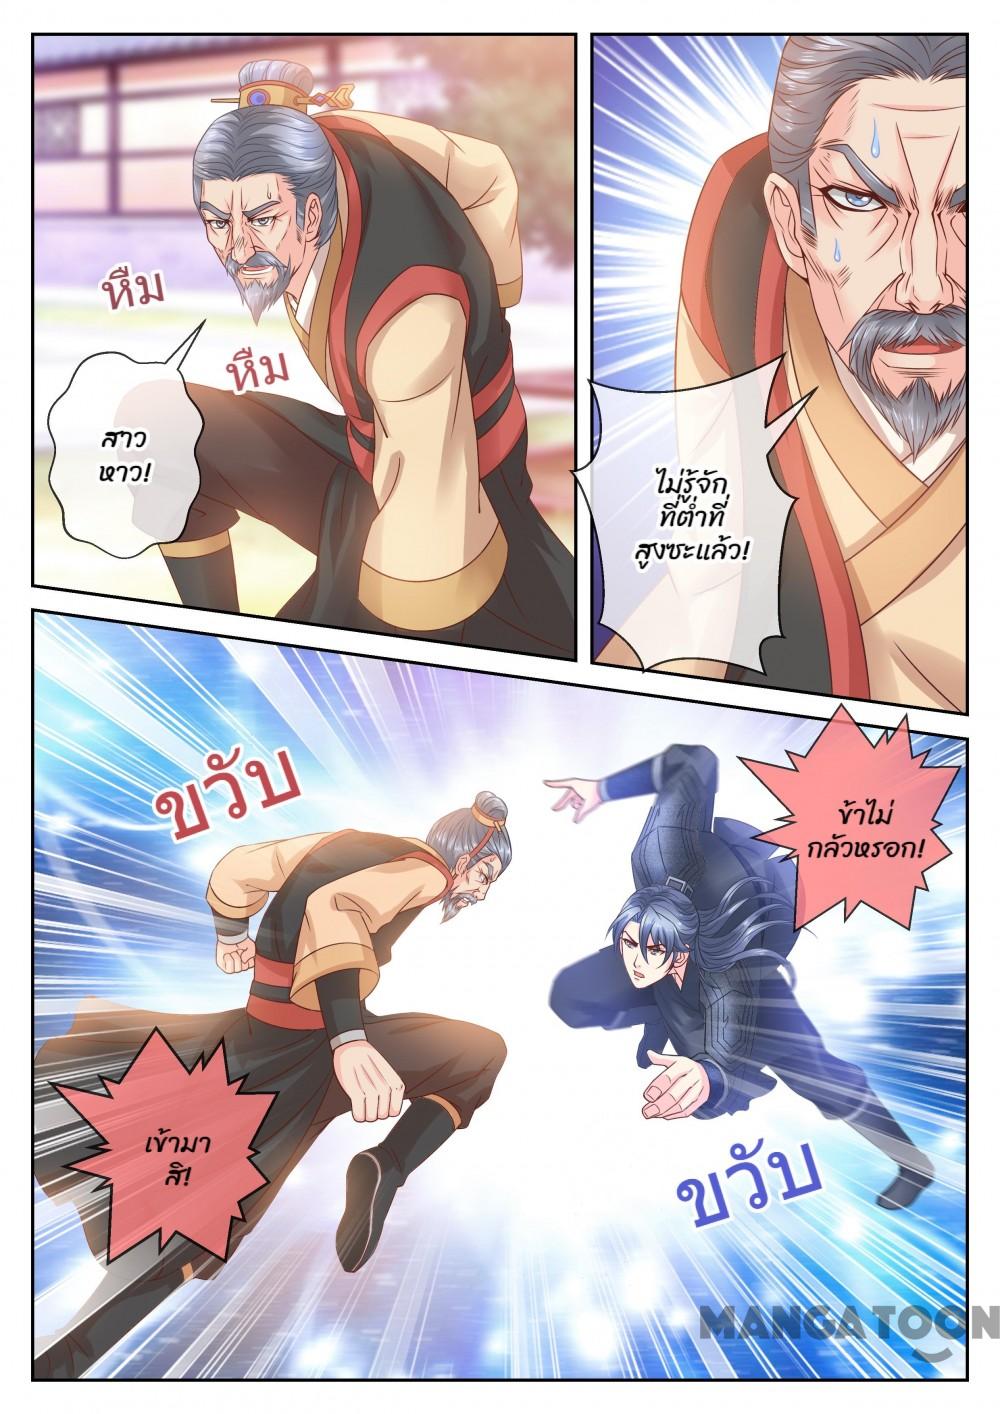 หืม
หืม
สาว
หาว!
ไม่รู้จัก
ที่ต่ำที่
สูงซะแล้ว!
ขวับ
ข้าไม่
กลัวหรอก!
เข้ามา
สิ!
ขวับ
MANGATOON